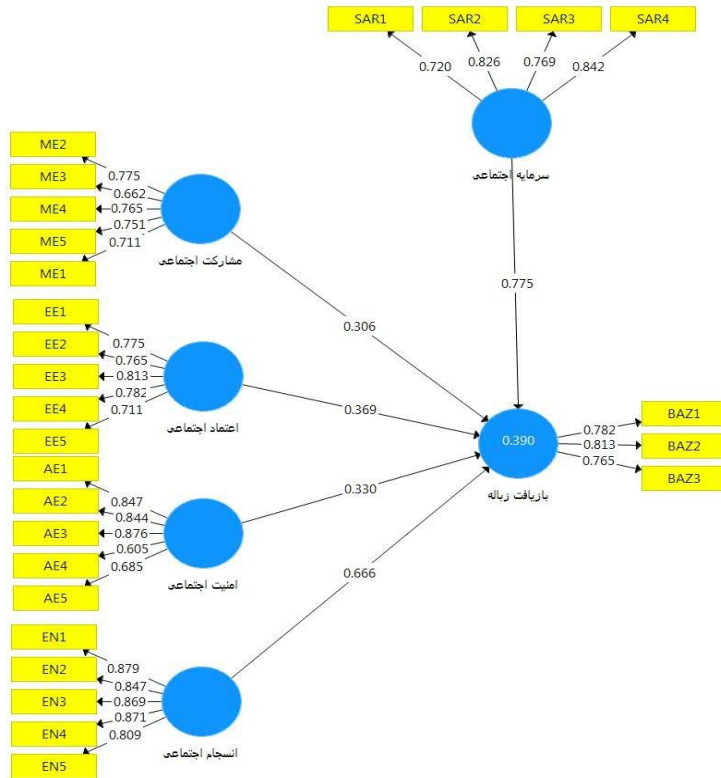 SAR1 SAR2 SAR3 SAR4
0.720 0.826 0.769 0.842
سرمایه اجتماعی
ME2
ME3
ME4
ME5
ME1
0.775
0.662
0.765
0.751
0.711
مشارکت اجتماعی
0.775
0.306
EE1
EE2
EE3
EE4
EE5
0.775
0.765
0.813
0.782
0.711
اعتماد اجتماعی
0.369
0.390
بازیافت زباله
0.782
0.813
0.765
BAZ1
BAZ2
BAZ3
AE1
AE2
AE3
AE4
AE5
0.847
0.844
0.876
0.605
0.685
امنیت اجتماعی
0.330
0.666
EN1
EN2
EN3
EN4
EN5
0.879
0.847
0.869
0.871
0.809
انسجام اجتماعی